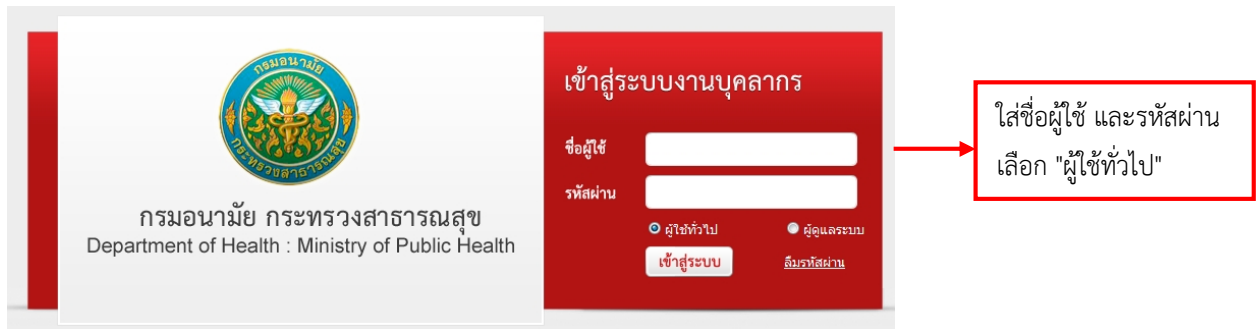 กรมอนามัย
กระทรวงสาธารณสุข
กรมอนามัย กระทรวงสาธารณสุข
Department of Health : Ministry of Public Health
เข้าสู่ระบบงานบุคลากร
ชื่อผู้ใช้
รหัสผ่าน
ผู้ใช้ทั่วไป ผู้ดูแลระบบ
เข้าสู่ระบบ ลืมรหัสผ่าน
ใส่ชื่อผู้ใช้ และรหัสผ่าน
เลือก "ผู้ใช้ทั่วไป"